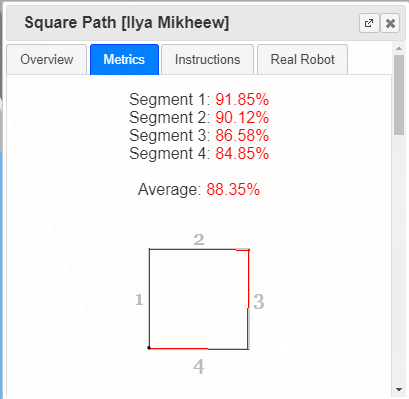 Square Path [Ilya Mikheew]
Overview Metrics Instructions Real Robot
Segment 1: 91.85%
Segment 2: 90.12%
Segment 3: 86.58%
Segment 4: 84.85%
Average: 88.35%
2
1 3
4